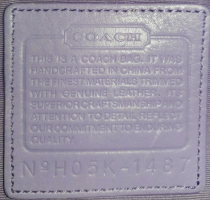 COACH
THIS IS A COACH BAG. IT WAS
HANDCRAFTED IN CHINA FROM
THE FINEST MATERIALS TRIMMED
WITH GENUINE LEATHER. ITS
SUPERIOR CRAFTSMANSHIP AND
ATTENTION TO DETAIL REFLECT
OUR COMMITMENT TO ENDURING
QUALITY.
NºH05K-1487